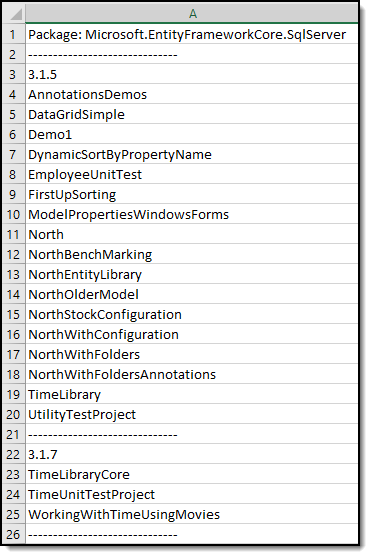 A
1 Package: Microsoft.EntityFrameworkCore.SqlServer
2 ------------------------------
3 3.1.5
4 AnnotationsDemos
5 DataGridSimple
6 Demo1
7 DynamicSortByPropertyName
8 EmployeeUnitTest
9 FirstUpSorting
10 ModelPropertiesWindowsForms
11 North
12 NorthBenchMarking
13 NorthEntityLibrary
14 NorthOlderModel
15 NorthStockConfiguration
16 NorthWithConfiguration
17 NorthWithFolders
18 NorthWithFoldersAnnotations
19 TimeLibrary
20 UtilityTestProject
21 ------------------------------
22 3.1.7
23 TimeLibraryCore
24 TimeUnitTestProject
25 WorkingWithTimeUsingMovies
26 ------------------------------